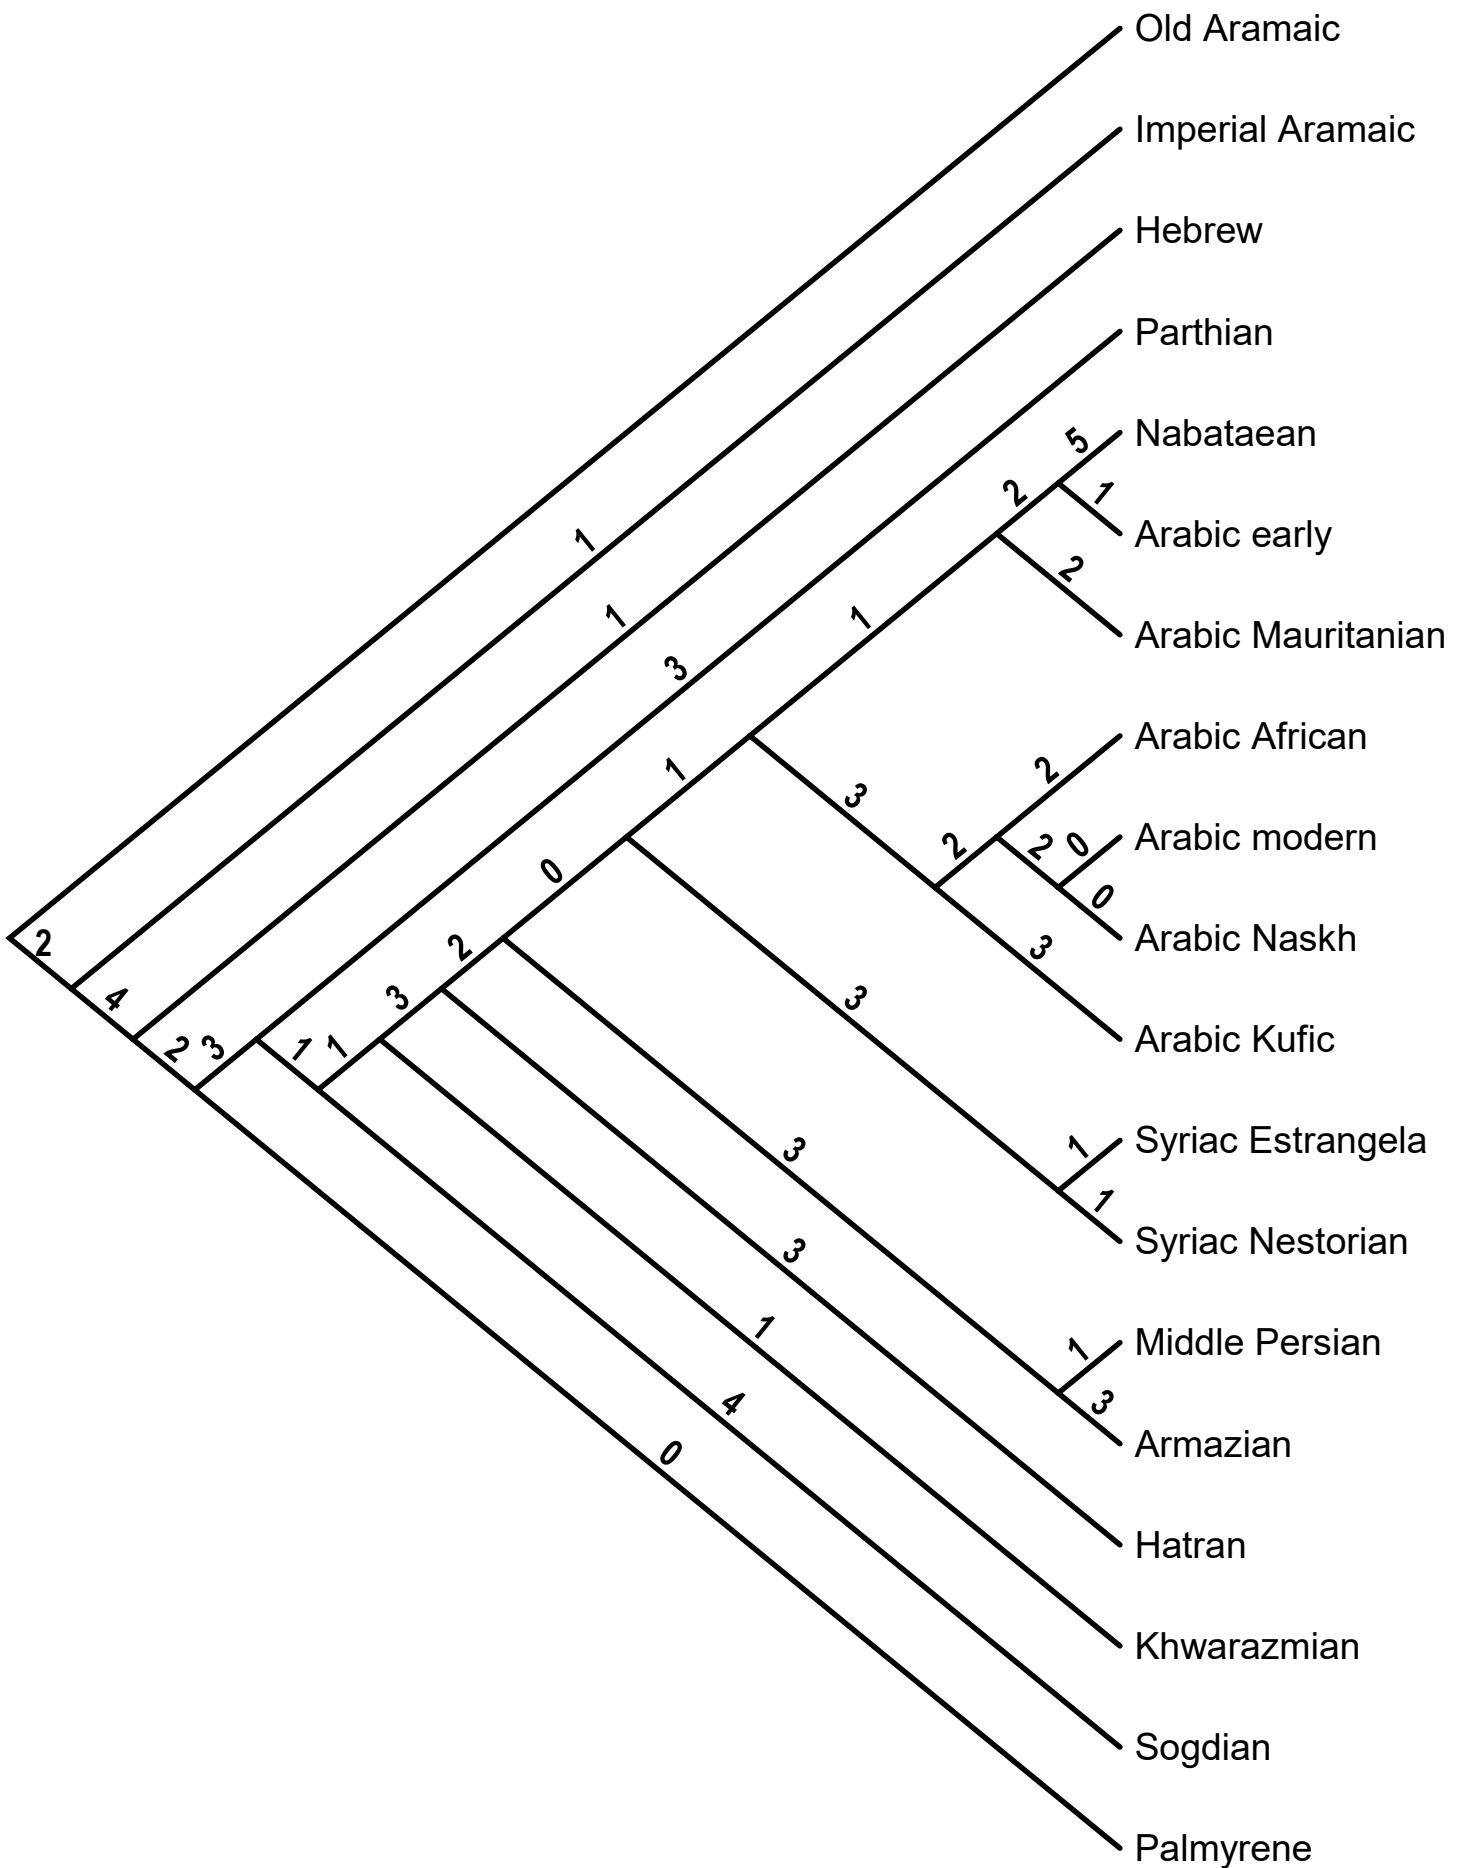 Old Aramaic
Imperial Aramaic
Hebrew
Parthian
5
Nabataean
2
1
Arabic early
1
2
1
Arabic Mauritanian
1
3
Arabic African
1
3
2
0
2
2
0
Arabic modern
0
Arabic Naskh
2
2
3
4
3
3
Arabic Kufic
2
3
1
1
1
Syriac Estrangela
3
1
Syriac Nestorian
3
1
Middle Persian
1
3
Armazian
4
0
Hatran
Khwarazmian
Sogdian
Palmyrene